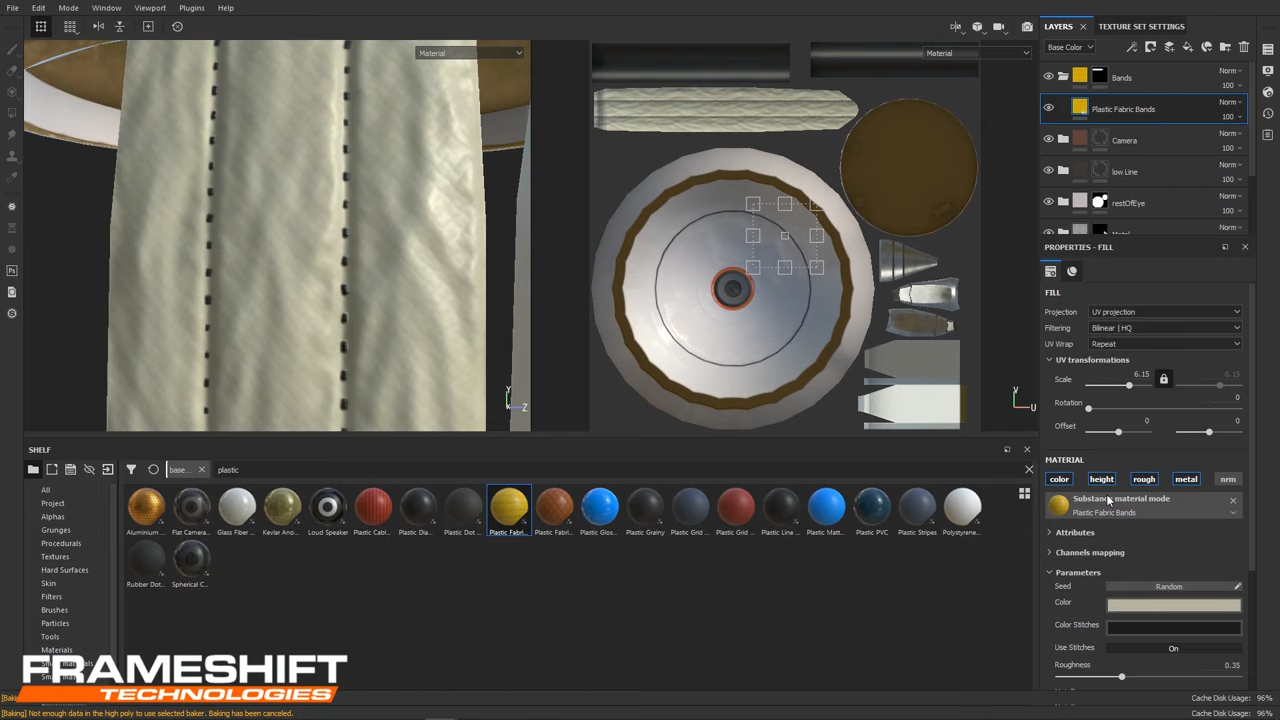 File Edit Mode Window Viewport Plugins Help
LAYERS TEXTURE SET SETTINGS
Base Color
Material
Material
Bands Norm 100
Plastic Fabric Bands Norm 100
Camera Norm 100
low Line Norm 100
restOfEye Norm 100
Norm
Y
Z
V
U
PROPERTIES - FILL
FILL
Projection UV projection
Filtering Bilinear | HQ
UV Wrap Repeat
UV transformations
Scale 6.15 6.15
Rotation 0
Offset 0 0
MATERIAL
color height rough metal nrm
Substance material mode
Plastic Fabric Bands
Attributes
Channels mapping
Parameters
Seed Random
Color
Color Stitches
Use Stitches On
Roughness 0.35
SHELF
base... plastic
All
Project
Alphas
Grunges
Procedurals
Textures
Hard Surfaces
Skin
Filters
Brushes
Particles
Tools
Materials
Aluminium ... Flat Camera... Glass Fiber ... Kevlar Ano... Loud Speaker Plastic Cabl... Plastic Dia... Plastic Dot ... Plastic Fabr... Plastic Fabri... Plastic Glos... Plastic Grainy Plastic Grid ... Plastic Grid ... Plastic Line ... Plastic Matt... Plastic PVC Plastic Stripes Polystyrene...
Rubber Dot... Spherical C...
FRAMESHIFT
TECHNOLOGIES
Cache Disk Usage: 96%
[Baking] Not enough data in the high poly to use selected baker. Baking has been canceled. Cache Disk Usage: 96%